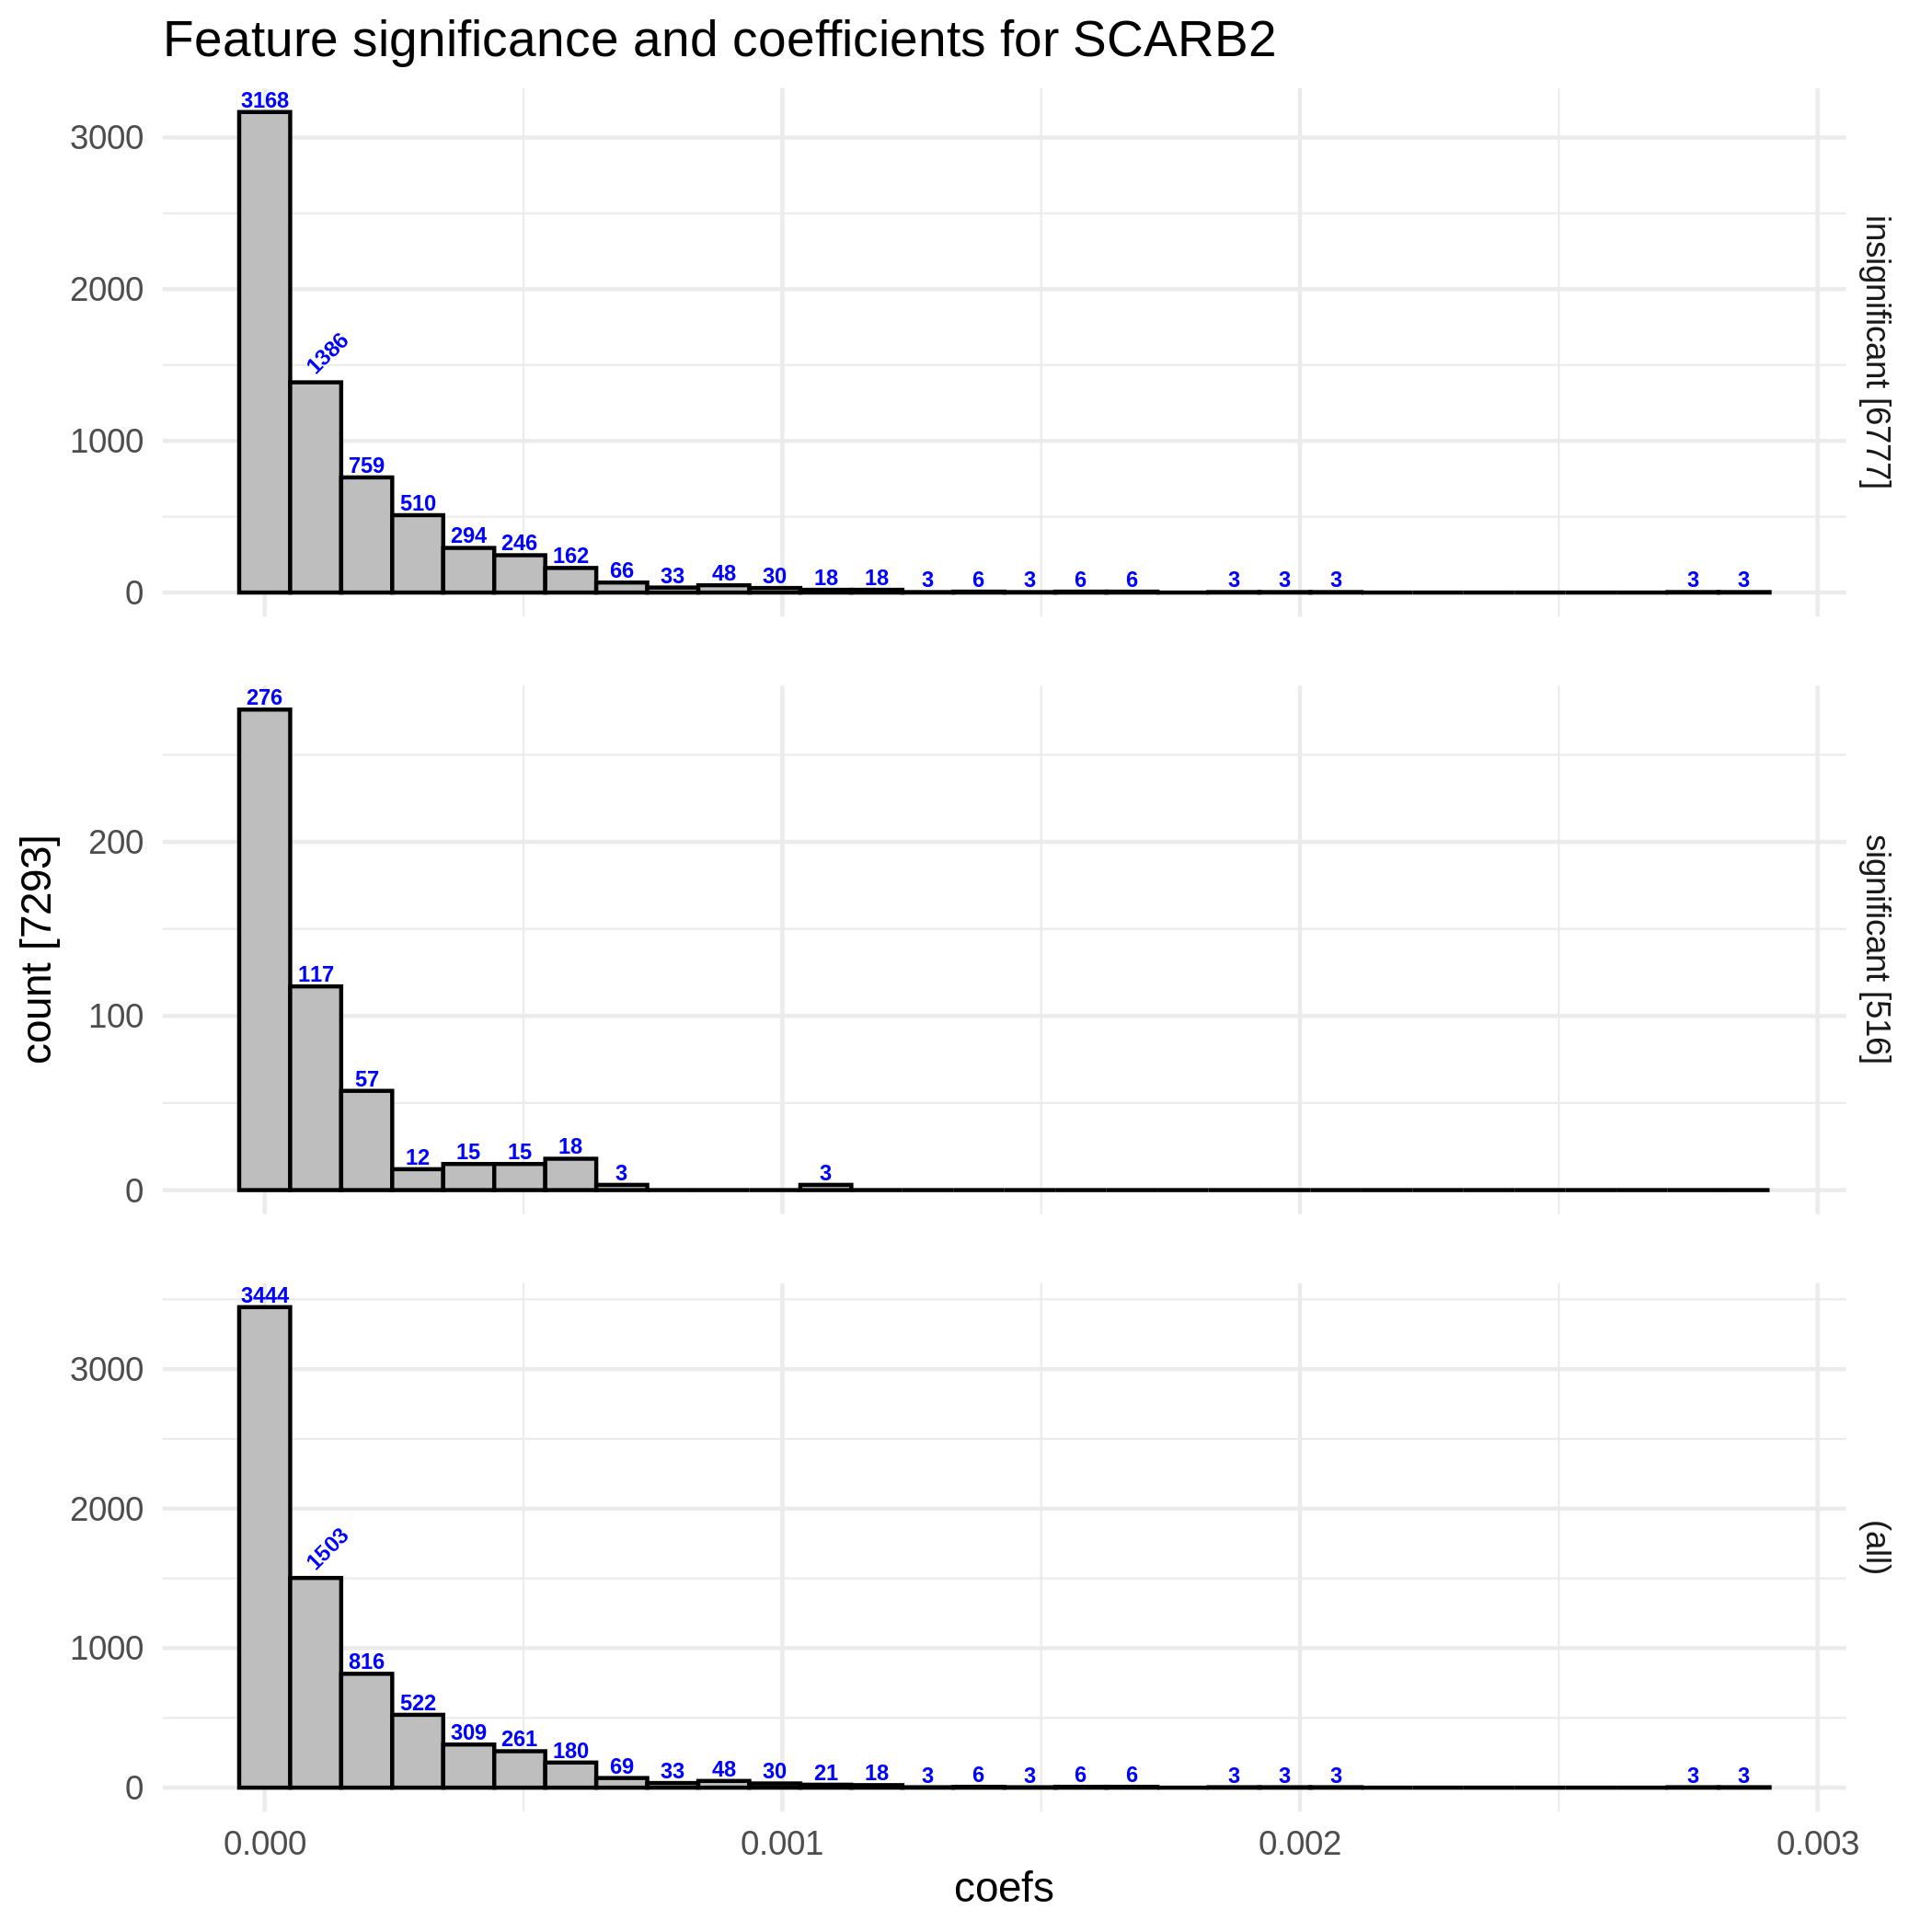 Feature significance and coefficients for SCARB2
3168
3000
2000
1386
1000
759
510
294 246 162 66 33 48 30 18 18 3 6 3 6 6 3 3 3 3 3
0
insignificant [6777]
276
200
117
100
57
12 15 15 18 3 3
0
significant [516]
count [7293]
3444
3000
2000
1503
1000
816
522
309 261 180 69 33 48 30 21 18 3 6 3 6 6 3 3 3 3 3
0
(all)
0.000 0.001 0.002 0.003
coefs